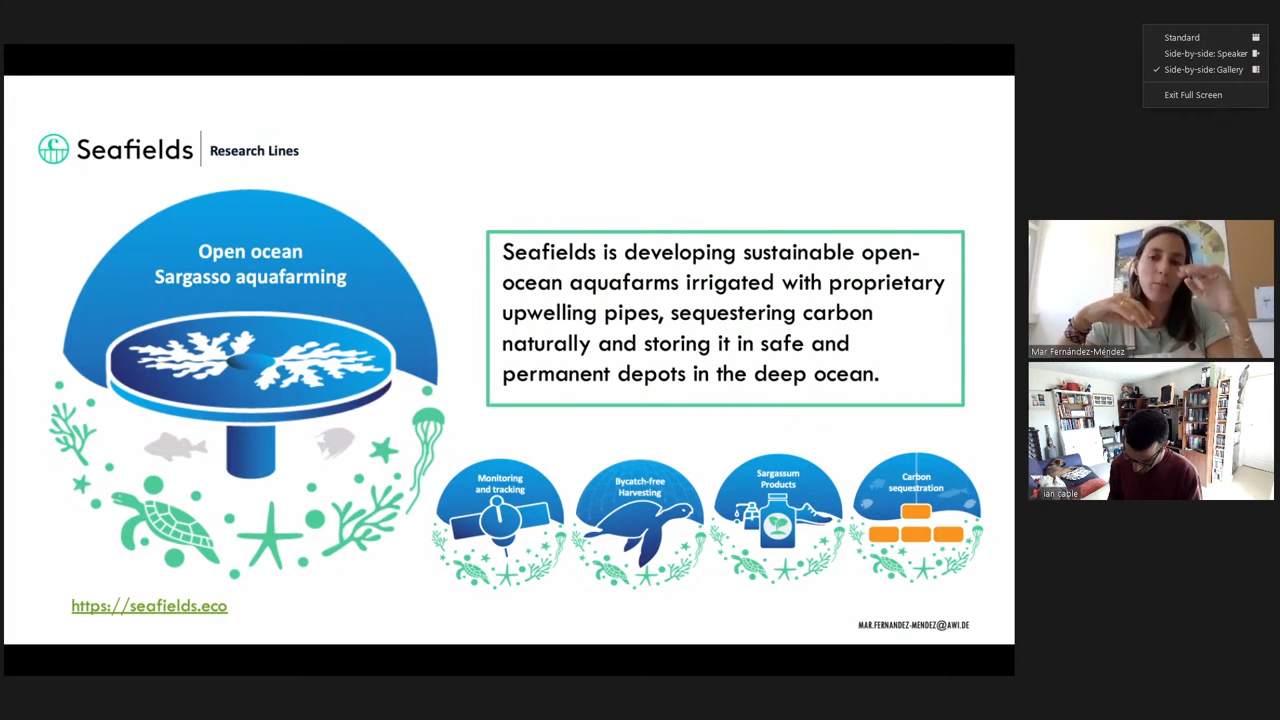 Standard
Side-by-side: Speaker
Side-by-side: Gallery
Exit Full Screen
Seafields
Research Lines
Open ocean
Sargasso aquafarming
Seafields is developing sustainable open-
ocean aquafarms irrigated with proprietary
upwelling pipes, sequestering carbon
naturally and storing it in safe and
permanent depots in the deep ocean.
Monitoring
and tracking
Bycatch-free
Harvesting
Sargassum
Products
Carbon
sequestration
https://seafields.eco
MAR.FERNANDEZ-MENDEZ@AWI.DE
Mar Fernández-Méndez
ian cable